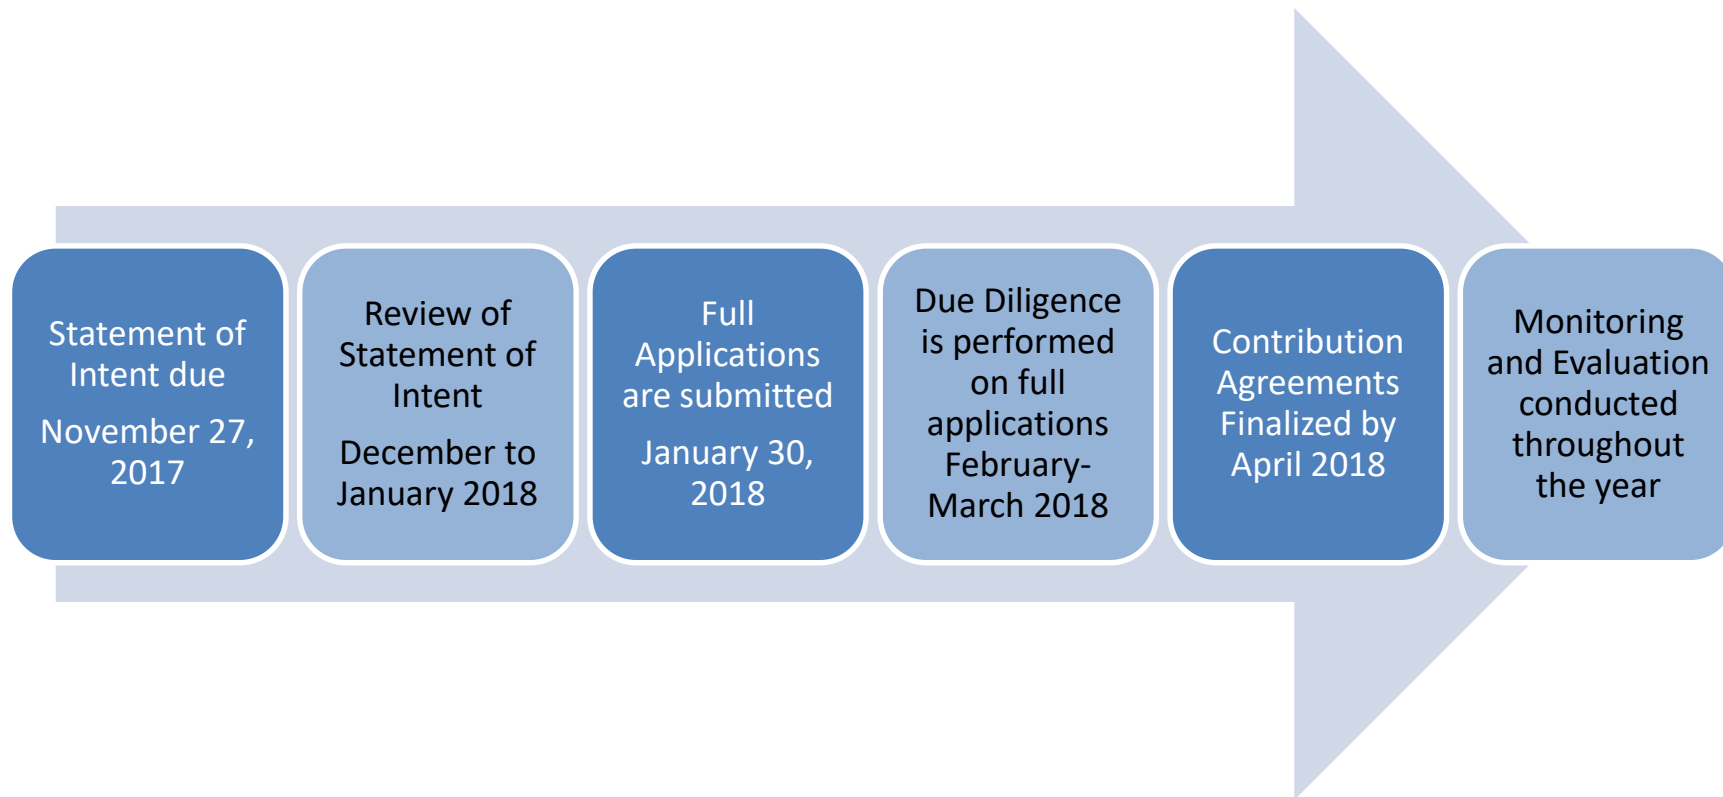 Statement of
Intent due
November 27,
2017
Review of
Statement of
Intent
December to
January 2018
Full
Applications
are submitted
January 30,
2018
Due Diligence
is performed
on full
applications
February-
March 2018
Contribution
Agreements
Finalized by
April 2018
Monitoring
and Evaluation
conducted
throughout
the year